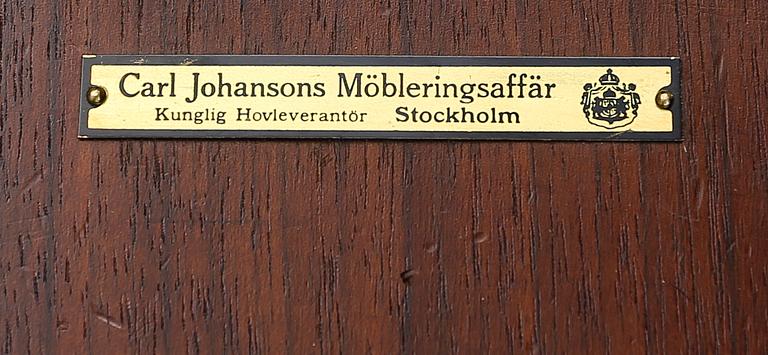 Carl Johansons Möbleringsaffär
Kunglig Hovleverantör Stockholm